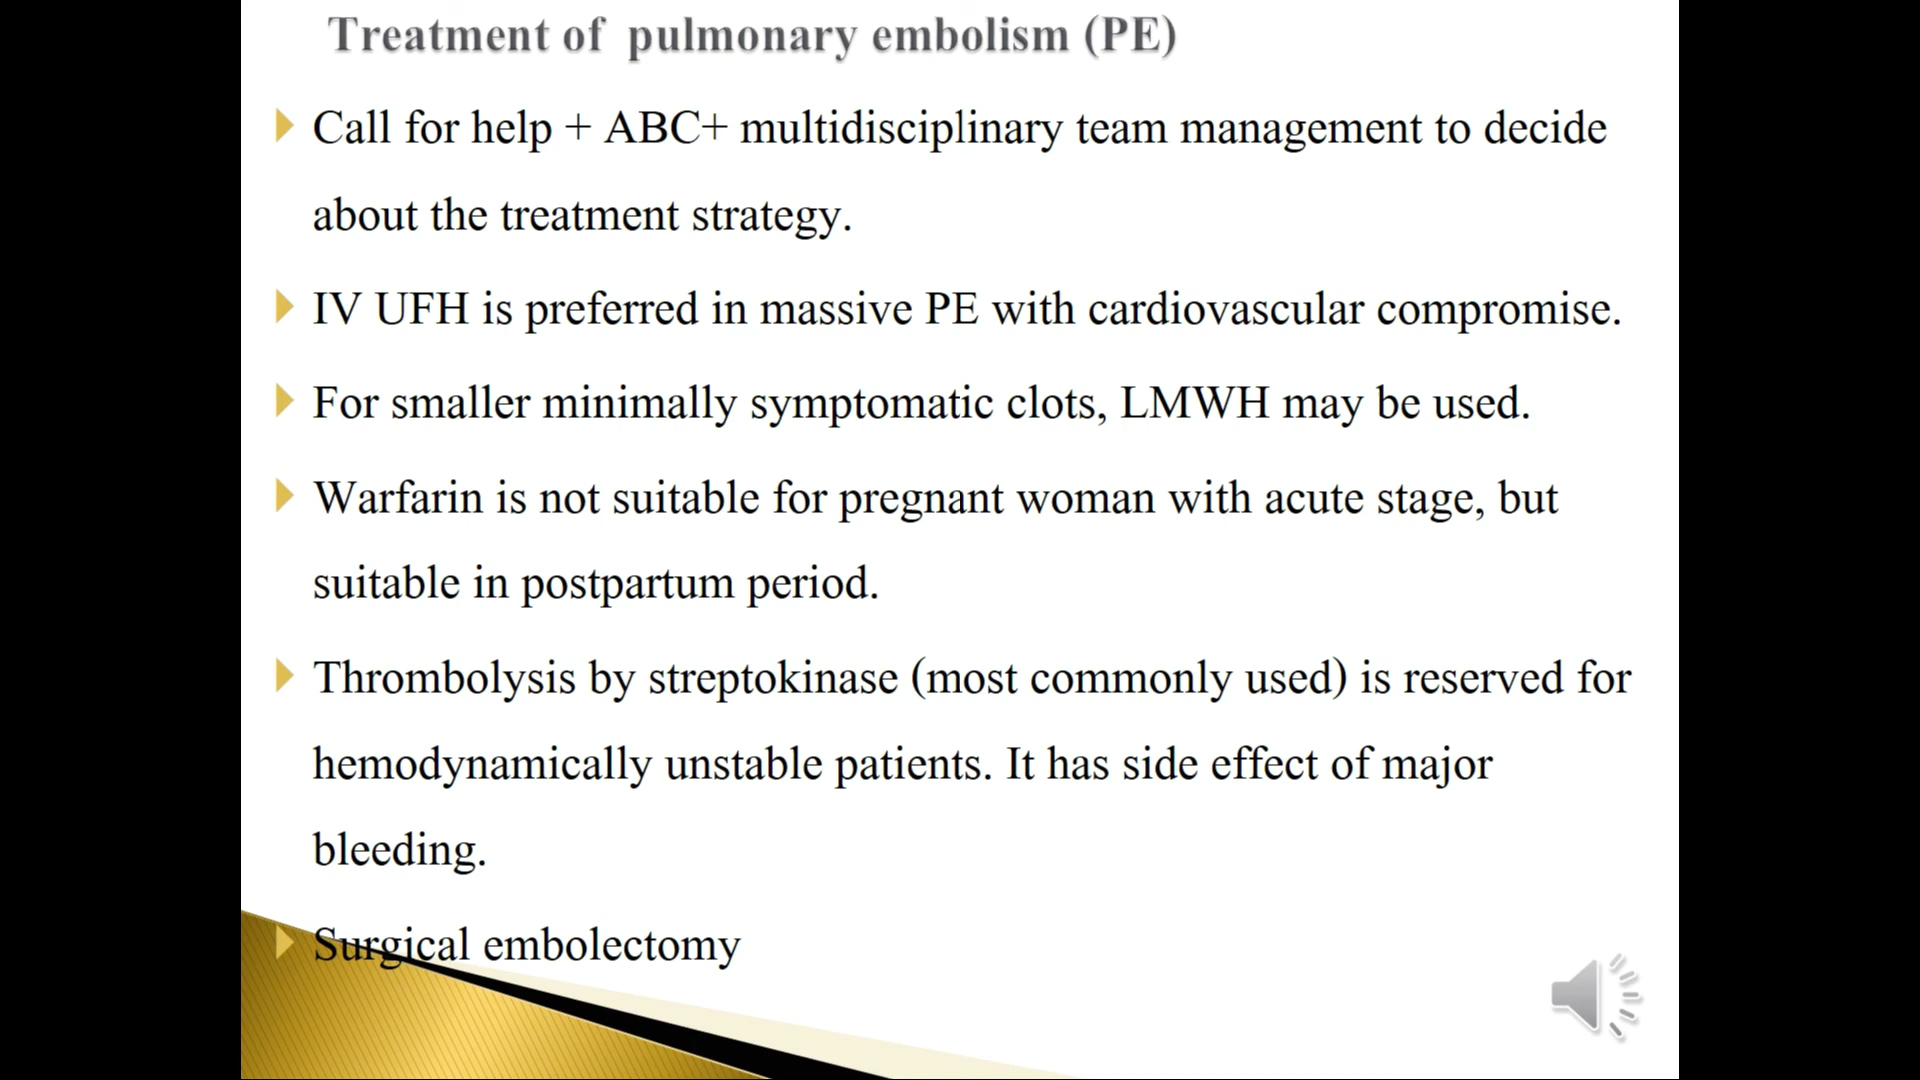 Treatment of pulmonary embolism (PE)
Call for help + ABC+ multidisciplinary team management to decide
about the treatment strategy.
IV UFH is preferred in massive PE with cardiovascular compromise.
For smaller minimally symptomatic clots, LMWH may be used.
Warfarin is not suitable for pregnant woman with acute stage, but
suitable in postpartum period.
Thrombolysis by streptokinase (most commonly used) is reserved for
hemodynamically unstable patients. It has side effect of major
bleeding.
Surgical embolectomy